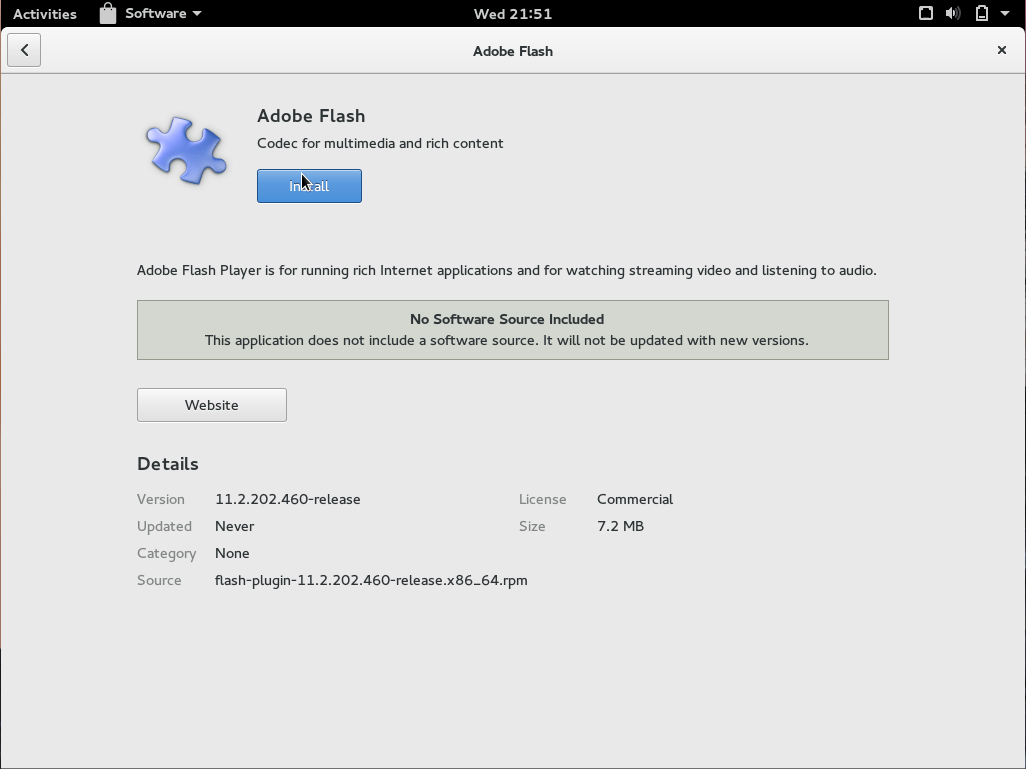 Activities Software Wed 21:51
Adobe Flash
Adobe Flash
Codec for multimedia and rich content
Install
Adobe Flash Player is for running rich Internet applications and for watching streaming video and listening to audio.
No Software Source Included
This application does not include a software source. It will not be updated with new versions.
Website
Details
Version 11.2.202.460-release License Commercial
Updated Never Size 7.2 MB
Category None
Source flash-plugin-11.2.202.460-release.x86_64.rpm